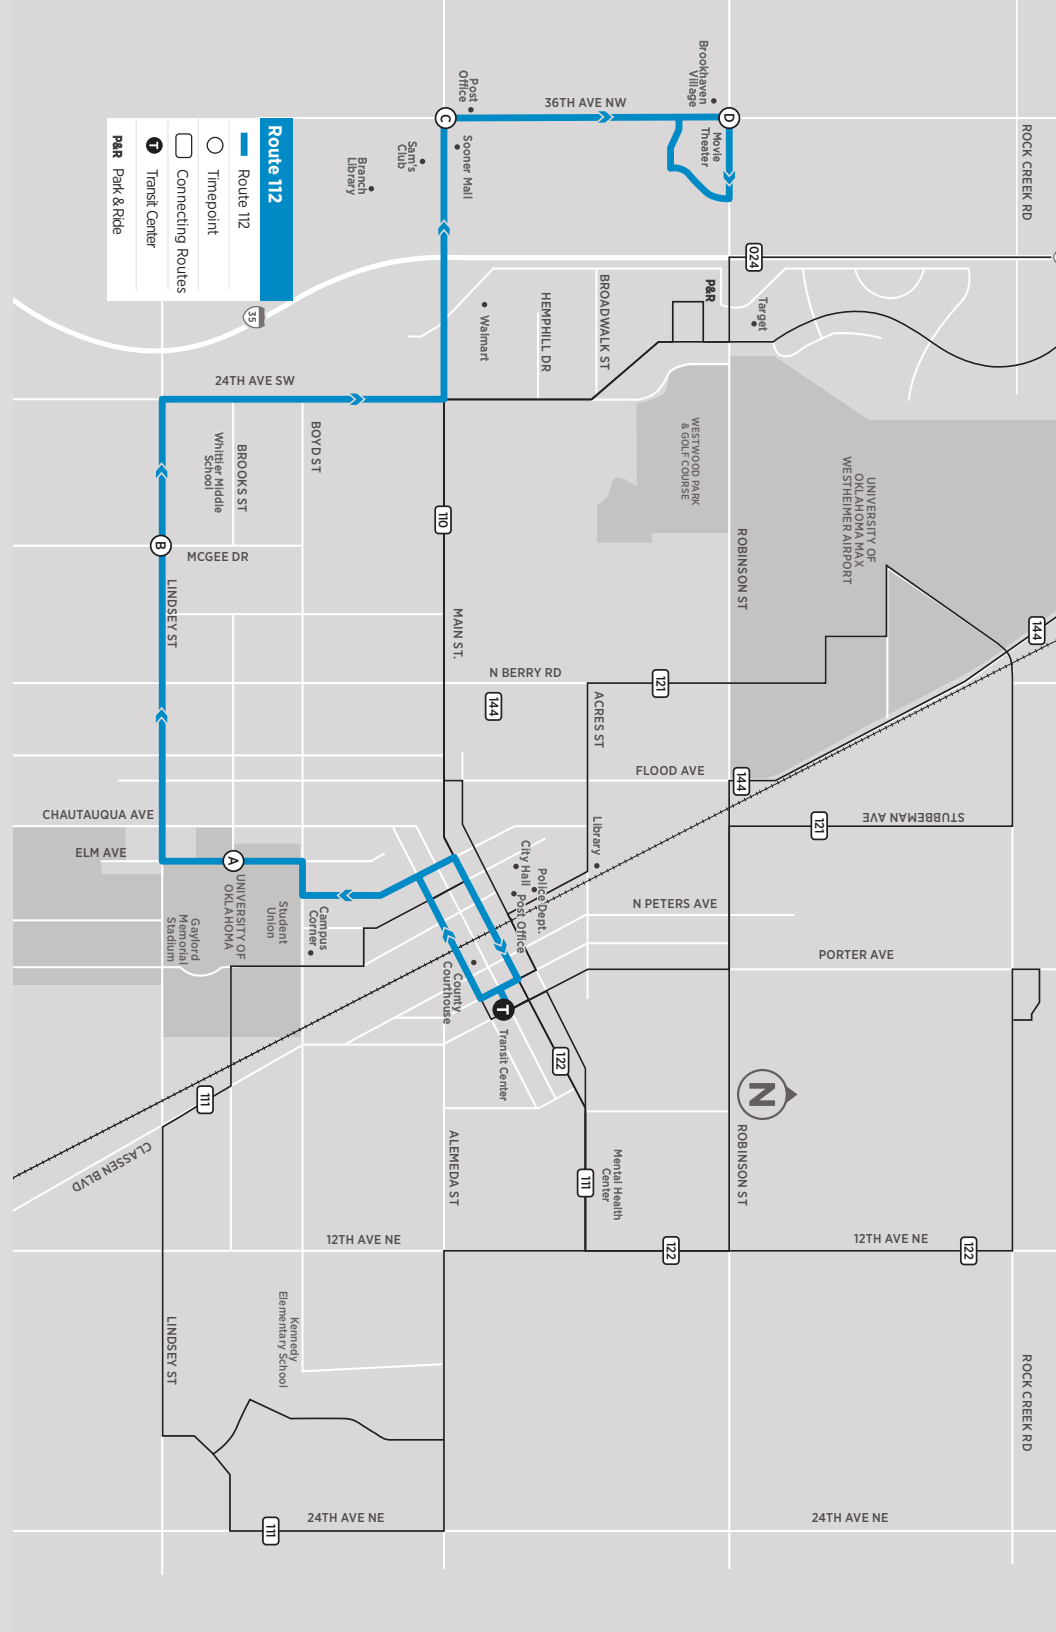 Route 112
Route 112
Timepoint
Connecting Routes
T
Transit Center
P&R
Park & Ride
35
Brookhaven
Village
D
Movie
Theater
36TH AVE NW
Post
Office
C
Sooner Mall
Sam's
Club
Branch
Library
ROCK CREEK RD
024
P&R
Target
BROADWALK ST
HEMPHILL DR
Walmart
24TH AVE SW
BOYD ST
BROOKS ST
Whittier Middle
School
WESTWOOD PARK
& GOLF COURSE
UNIVERSITY OF
OKLAHOMA MAX
WESTHEIMER AIRPORT
110
ROBINSON ST
B
MCGEE DR
LINDSEY ST
MAIN ST.
144
N BERRY RD
121
144
ACRES ST
FLOOD AVE
144
STUBBEMAN AVE
121
CHAUTAUQUA AVE
ELM AVE
A
UNIVERSITY OF
OKLAHOMA
Gaylord
Memorial
Stadium
Student
Union
Campus
Corner
Library
City Hall
Police Dept.
Post Office
N PETERS AVE
PORTER AVE
County
Courthouse
T
Transit Center
122
N
111
CLASSEN BLVD
ALEMEDA ST
111
Mental Health
Center
ROBINSON ST
12TH AVE NE
122
12TH AVE NE
122
Kennedy
Elementary School
LINDSEY ST
ROCK CREEK RD
111
24TH AVE NE
24TH AVE NE